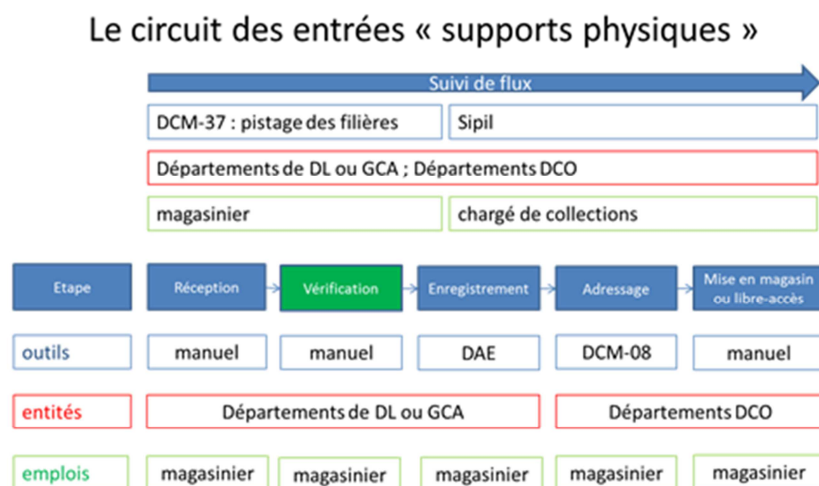 Le circuit des entrées « supports physiques »
Suivi de flux
DCM-37 : pistage des filières
Sipil
Départements de DL ou GCA ; Départements DCO
magasinier
chargé de collections
Etape
Réception
Vérification
Enregistrement
Adressage
Mise en magasin
ou libre-accès
outils
manuel
manuel
DAE
DCM-08
manuel
entités
Départements de DL ou GCA
Départements DCO
emplois
magasinier
magasinier
magasinier
magasinier
magasinier